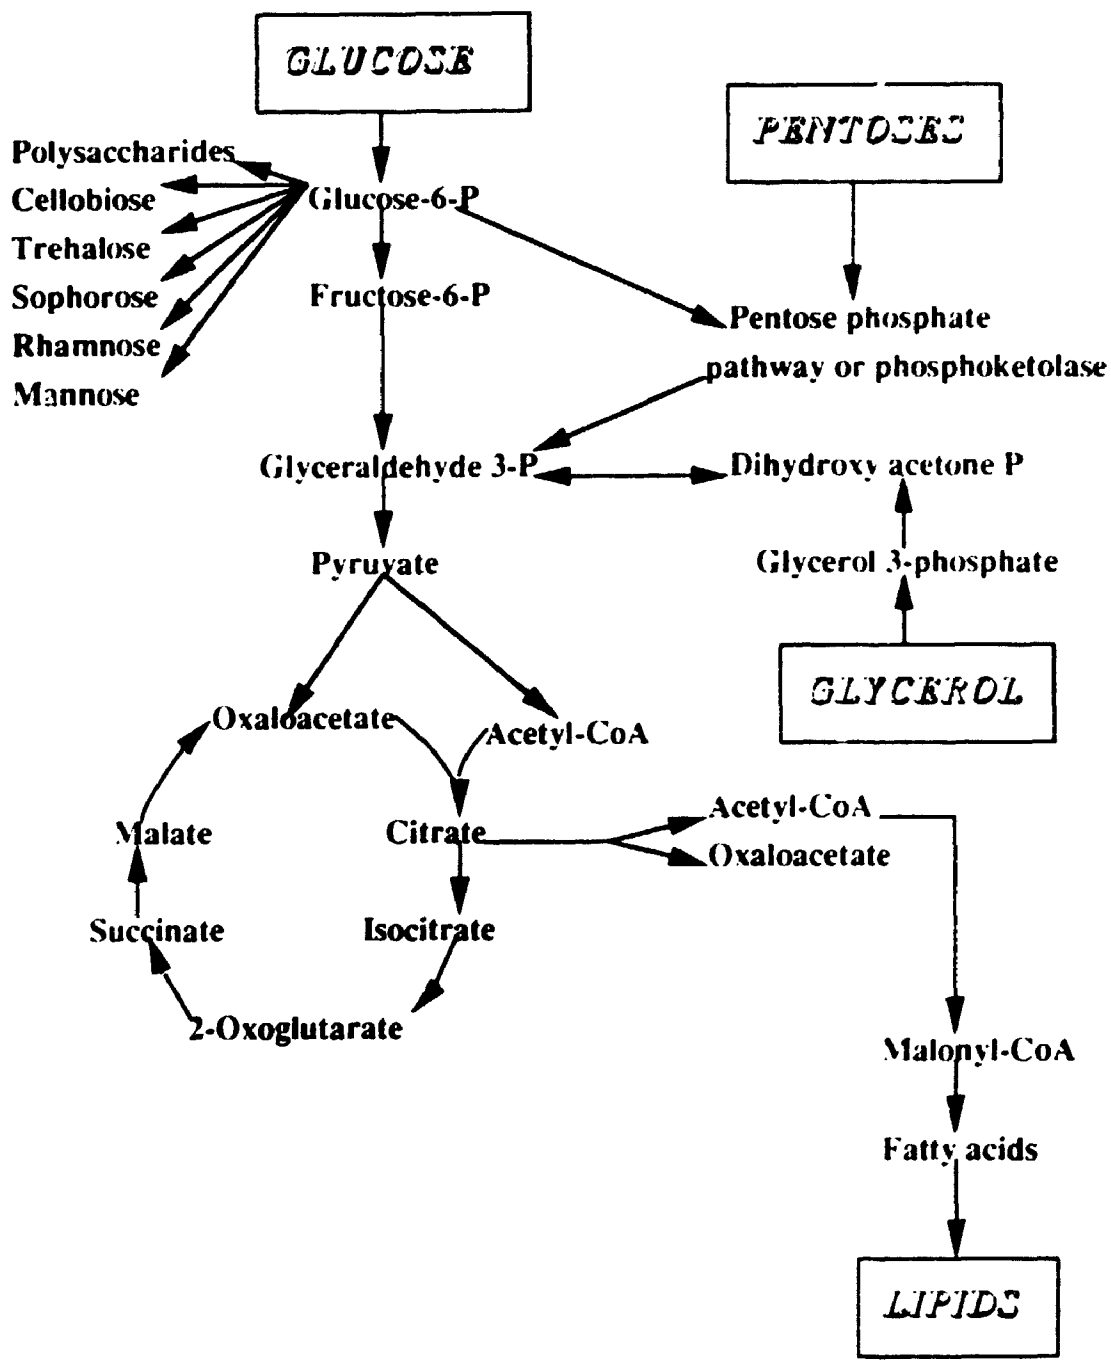 GLUCOSE
PENTOSES
Polysaccharides
Cellobiose
Trehalose
Sophorose
Rhamnose
Mannose
Glucose-6-P
Fructose-6-P
Pentose phosphate
pathway or phosphoketolase
Glyceraldehyde 3-P
Dihydroxy acetone P
Pyruvate
Glycerol 3-phosphate
GLYCEROL
Oxaloacetate
Acetyl-CoA
Malate
Citrate
Acetyl-CoA
Oxaloacetate
Succinate
Isocitrate
2-Oxoglutarate
Malonyl-CoA
Fatty acids
LIPIDS